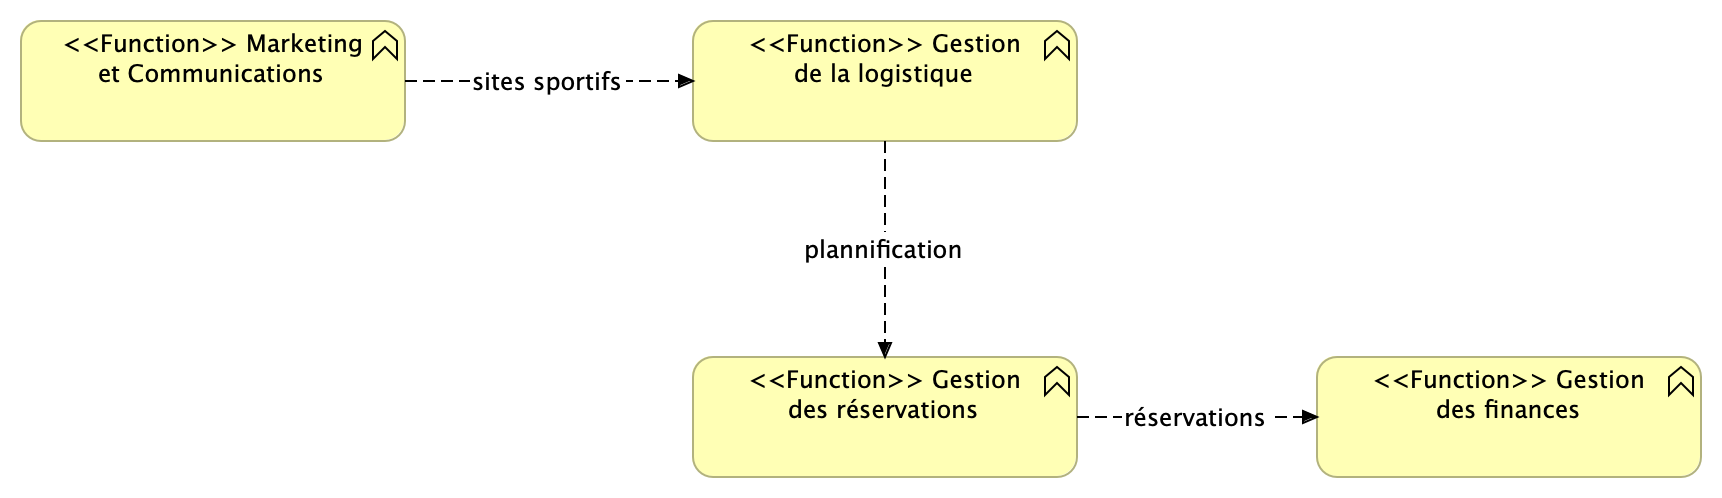 <<Function>> Marketing
et Communications
sites sportifs
<<Function>> Gestion
de la logistique
plannification
<<Function>> Gestion
des réservations
réservations
<<Function>> Gestion
des finances